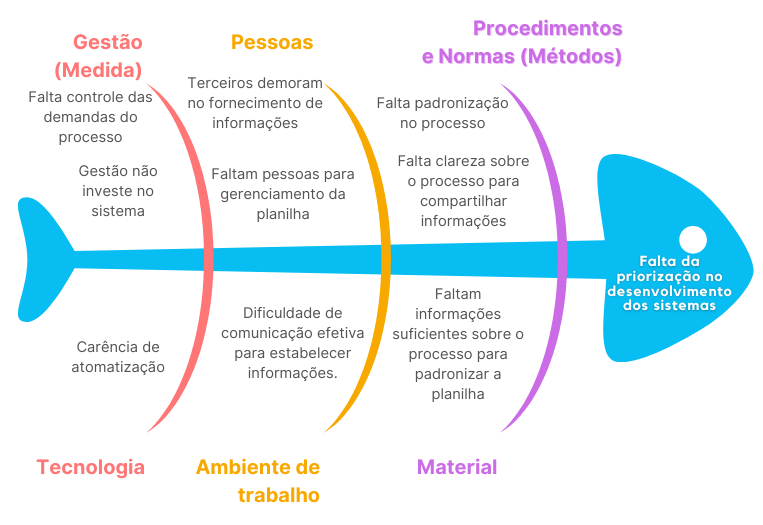 Gestão
(Medida)
Falta controle das
demandas do
processo
Gestão não
investe no
sistema
Pessoas
Terceiros demoram
no fornecimento de
informações
Faltam pessoas para
gerenciamento da
planilha
Procedimentos
e Normas (Métodos)
Falta padronização
no processo
Falta clareza sobre
o processo para
compartilhar
informações
Falta da
priorização no
desenvolvimento
dos sistemas
Carência de
atomatização
Tecnologia
Dificuldade de
comunicação efetiva
para estabelecer
informações.
Ambiente de
trabalho
Faltam
informações
suficientes sobre o
processo para
padronizar a
planilha
Material